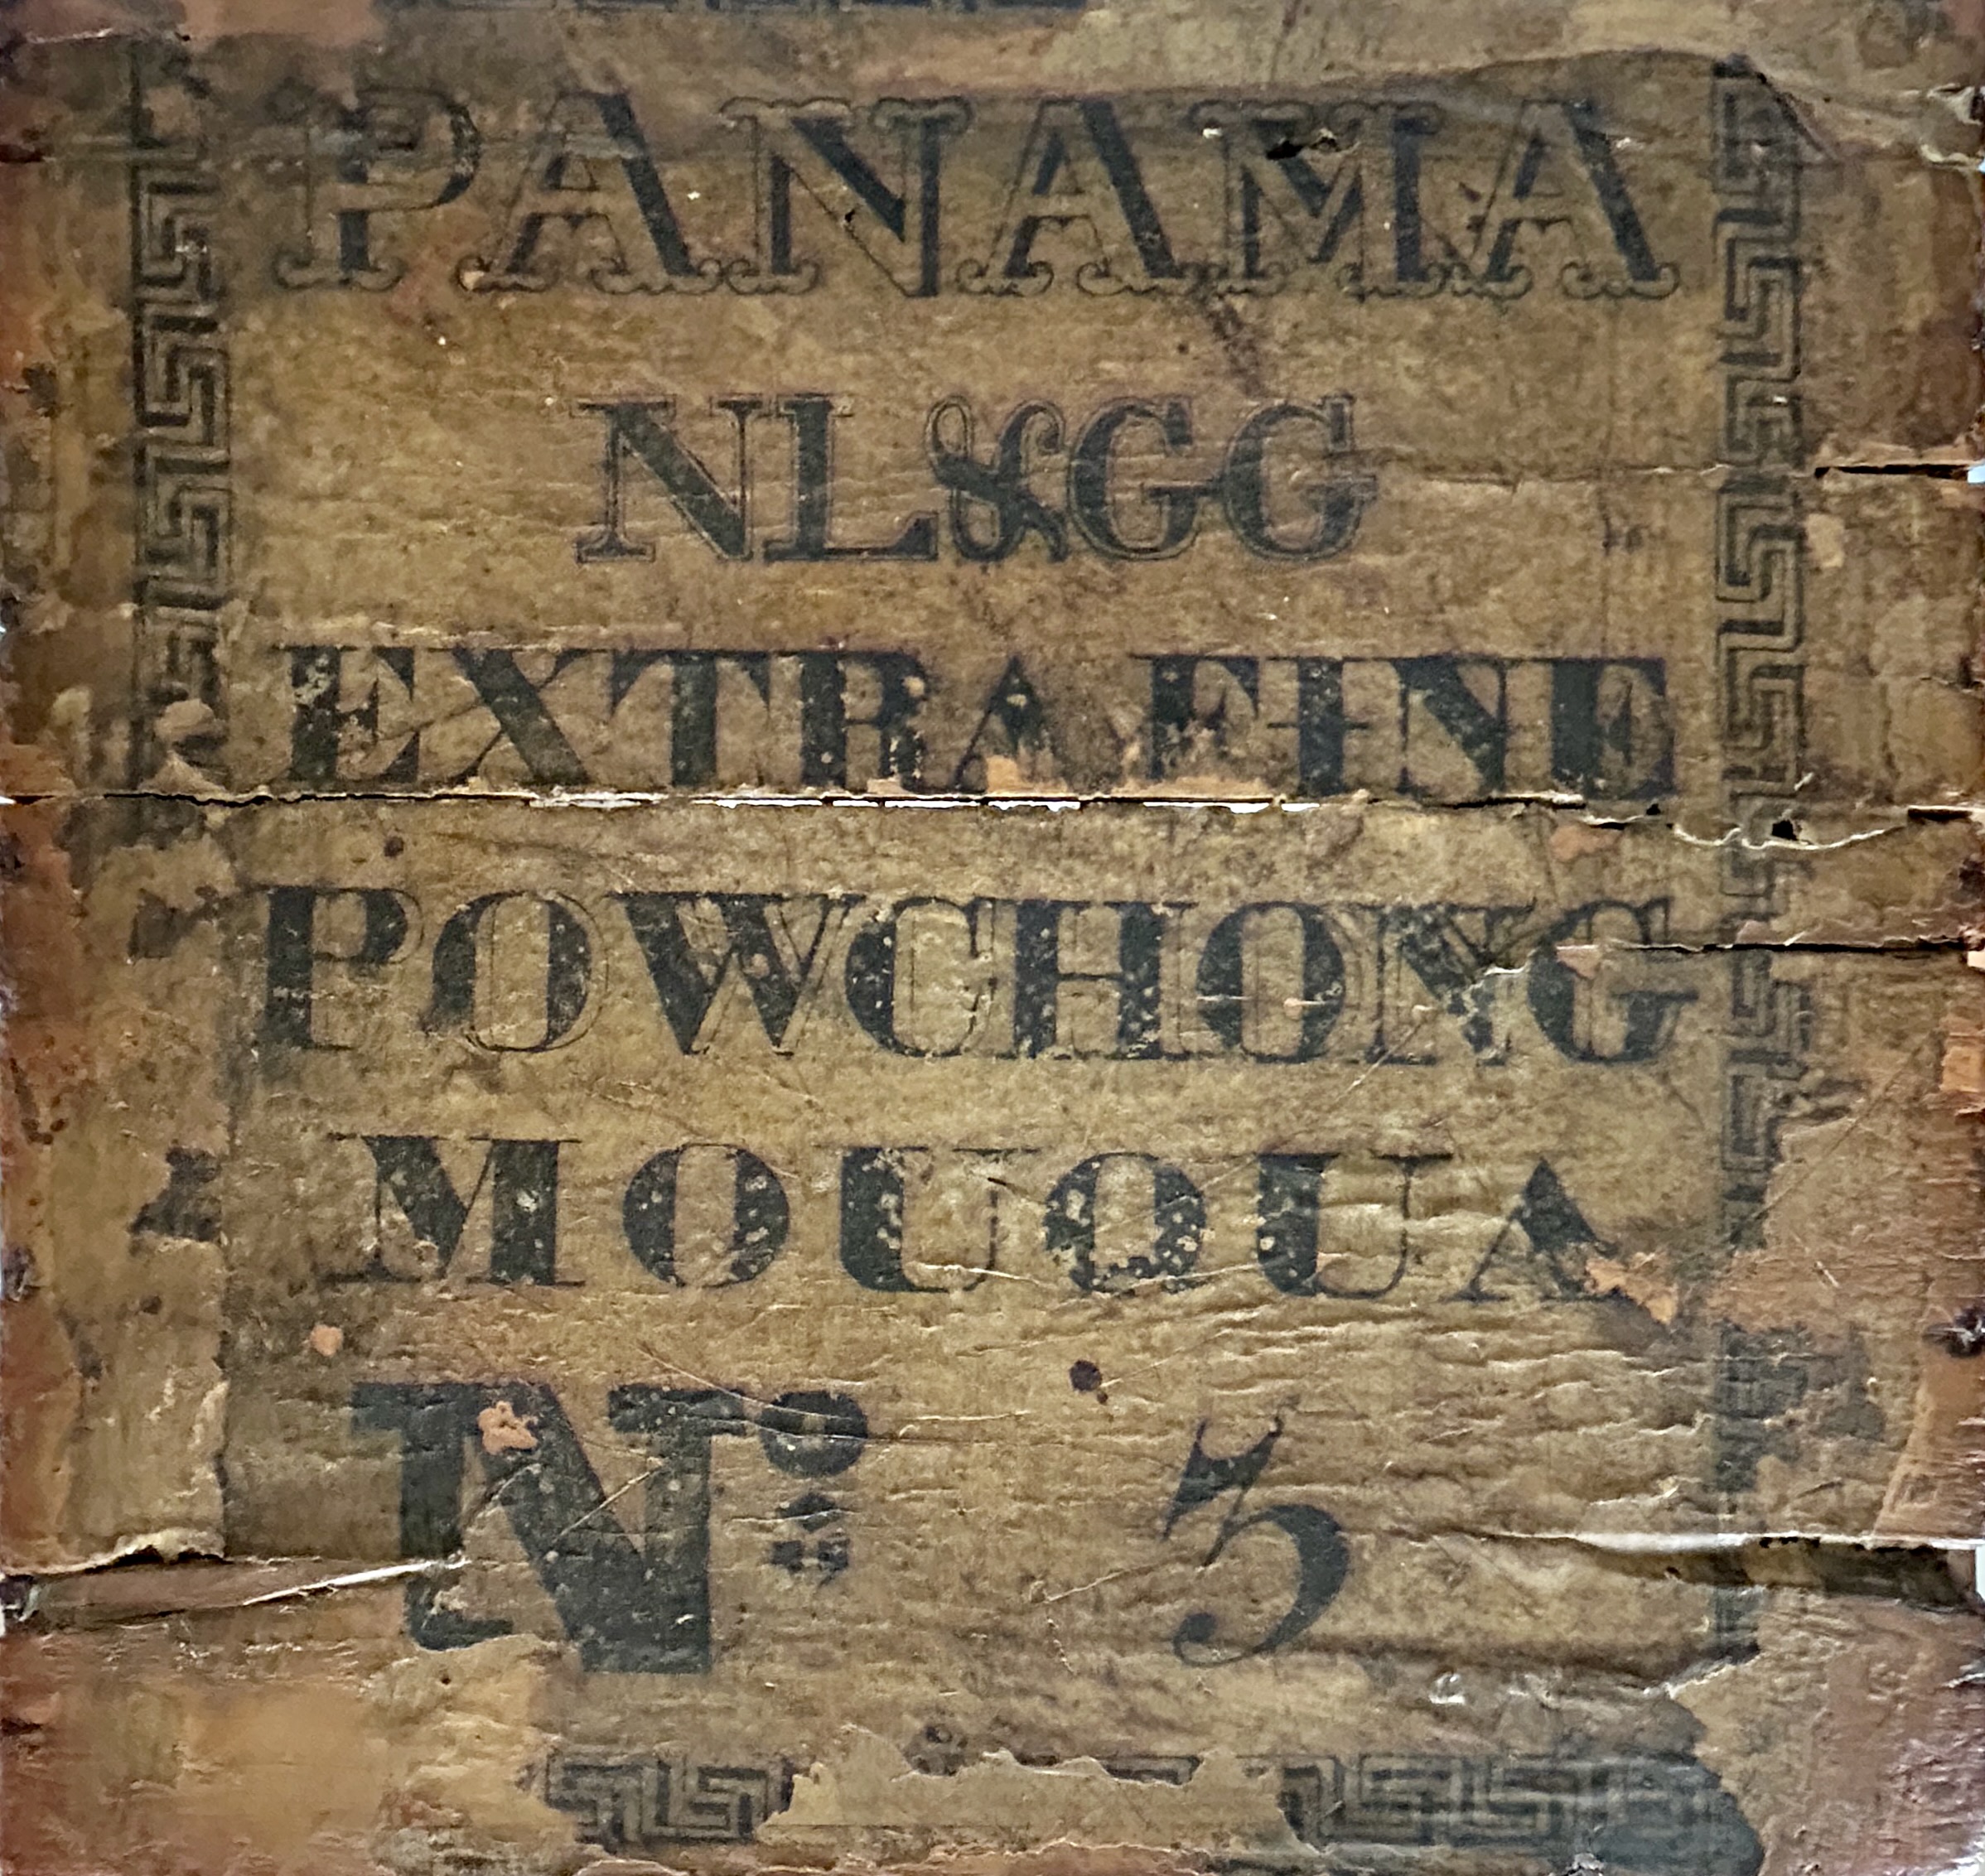 PANAMA
NL&GG
EXTRA FINE
POWCHONG
MOUQUA
No. 5